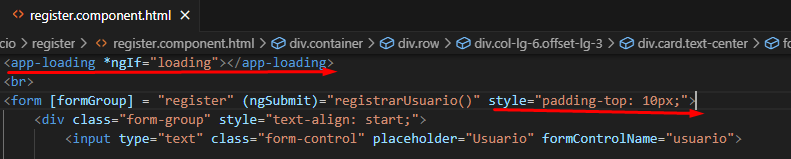 register.component.html ×
cio > register > register.component.html > div.container > div.row > div.col-lg-6.offset-lg-3 > div.card.text-center > fo
<app-loading *ngIf="loading"></app-loading>
<br>
<form [formGroup] = "register" (ngSubmit)="registrarUsuario()" style="padding-top: 10px;">
<div class="form-group" style="text-align: start;">
<input type="text" class="form-control" placeholder="Usuario" formControlName="usuario">